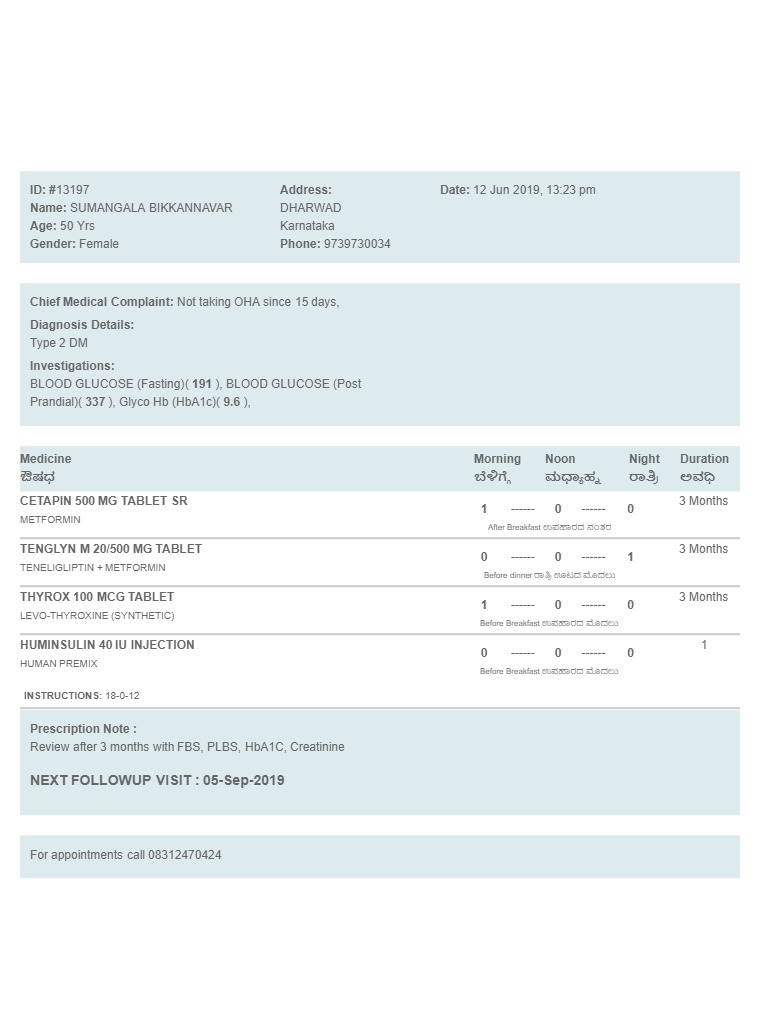 ID: #13197
Name: SUMANGALA BIKKANNAVAR
Age: 50 Yrs
Gender: Female
Address:
DHARWAD
Karnataka
Phone: 9739730034
Date: 12 Jun 2019, 13:23 pm
Chief Medical Complaint: Not taking OHA since 15 days,
Diagnosis Details:
Type 2 DM
Investigations:
BLOOD GLUCOSE (Fasting)( 191 ), BLOOD GLUCOSE (Post
Prandial)( 337 ), Glyco Hb (HbA1c)( 9.6 ),
Medicine Morning Noon Night Duration
ಔಷಧ ಬೆಳಿಗ್ಗೆ ಮಧ್ಯಾಹ್ನ ರಾತ್ರಿ ಅವಧಿ
CETAPIN 500 MG TABLET SR 3 Months
1 ------ 0 ------ 0
METFORMIN
After Breakfast ಉಪಹಾರದ ನಂತರ
TENGLYN M 20/500 MG TABLET 3 Months
0 ------ 0 ------ 1
TENELIGLIPTIN + METFORMIN
Before dinner ರಾತ್ರಿ ಊಟದ ಮೊದಲು
THYROX 100 MCG TABLET 3 Months
1 ------ 0 ------ 0
LEVO-THYROXINE (SYNTHETIC)
Before Breakfast ಉಪಹಾರದ ಮೊದಲು
HUMINSULIN 40 IU INJECTION 1
0 ------ 0 ------ 0
HUMAN PREMIX
Before Breakfast ಉಪಹಾರದ ಮೊದಲು
INSTRUCTIONS: 18-0-12
Prescription Note :
Review after 3 months with FBS, PLBS, HbA1C, Creatinine
NEXT FOLLOWUP VISIT : 05-Sep-2019
For appointments call 08312470424